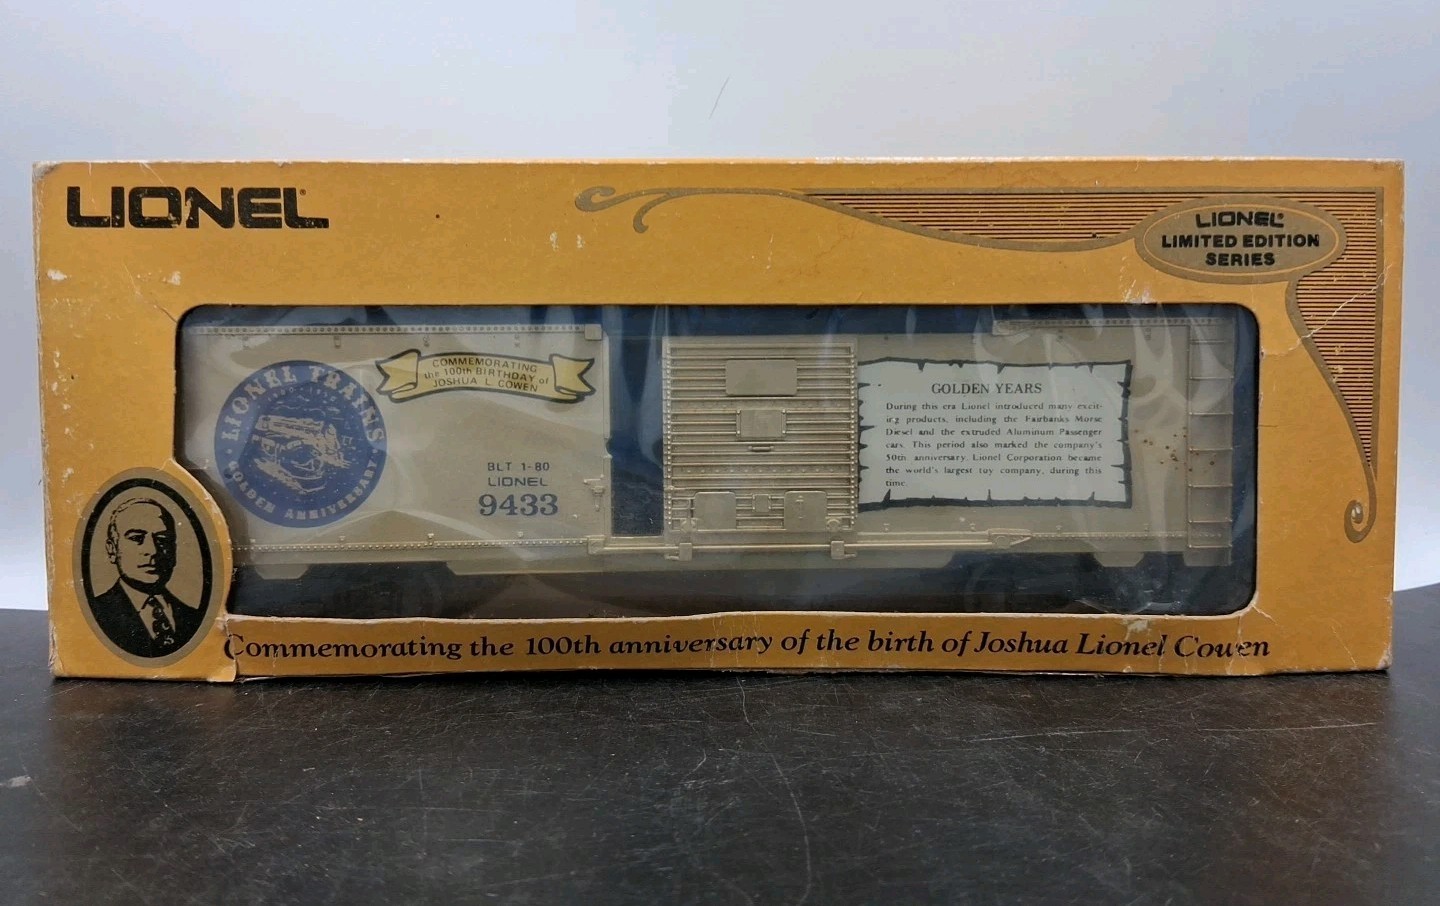 LIONEL
LIONEL
LIMITED EDITION
SERIES
LIONEL TRAINS
GOLDEN ANNIVERSARY
COMMEMORATING
the 100th BIRTHDAY of
JOSHUA L. COWEN
BLT 1-80
LIONEL
9433
GOLDEN YEARS
During this era Lionel introduced many excit-
ing products, including the Fairbanks Morse
Diesel and the extruded Aluminum Passenger
cars. This period also marked the company's
50th anniversary. Lionel Corporation became
the world's largest toy company, during this
time.
Commemorating the 100th anniversary of the birth of Joshua Lionel Cowen